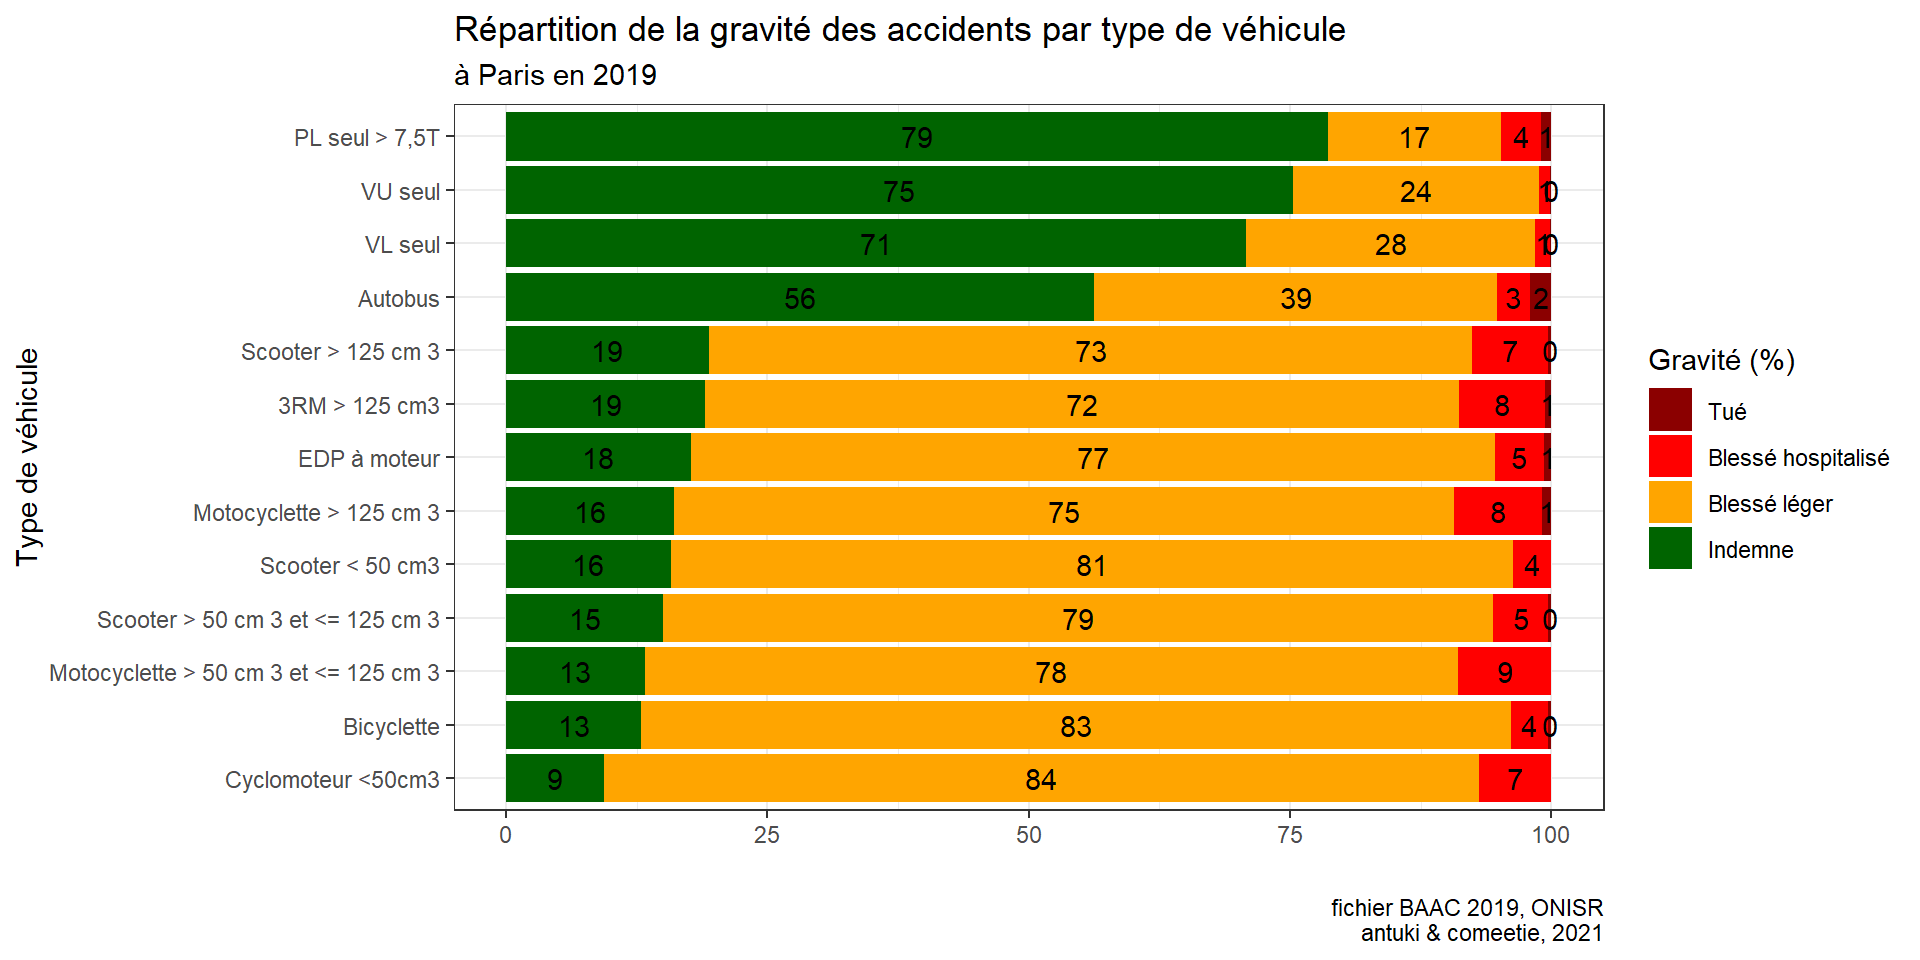 Répartition de la gravité des accidents par type de véhicule
à Paris en 2019
Type de véhicule
PL seul > 7,5T 79 17 4 1
VU seul 75 24 1 0
VL seul 71 28 1 0
Autobus 56 39 3 2
Scooter > 125 cm 3 19 73 7 0
3RM > 125 cm3 19 72 8 1
EDP à moteur 18 77 5 1
Motocyclette > 125 cm 3 16 75 8 1
Scooter < 50 cm3 16 81 4
Scooter > 50 cm 3 et <= 125 cm 3 15 79 5 0
Motocyclette > 50 cm 3 et <= 125 cm 3 13 78 9
Bicyclette 13 83 4 0
Cyclomoteur <50cm3 9 84 7
0 25 50 75 100
Gravité (%)
Tué
Blessé hospitalisé
Blessé léger
Indemne
fichier BAAC 2019, ONISR
antuki & comeetie, 2021